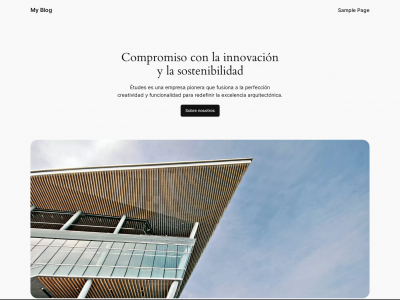 My Blog
Sample Page
Compromiso con la innovación
y la sostenibilidad
Études es una empresa pionera que fusiona a la perfección
creatividad y funcionalidad para redefinir la excelencia arquitectónica.
Sobre nosotros